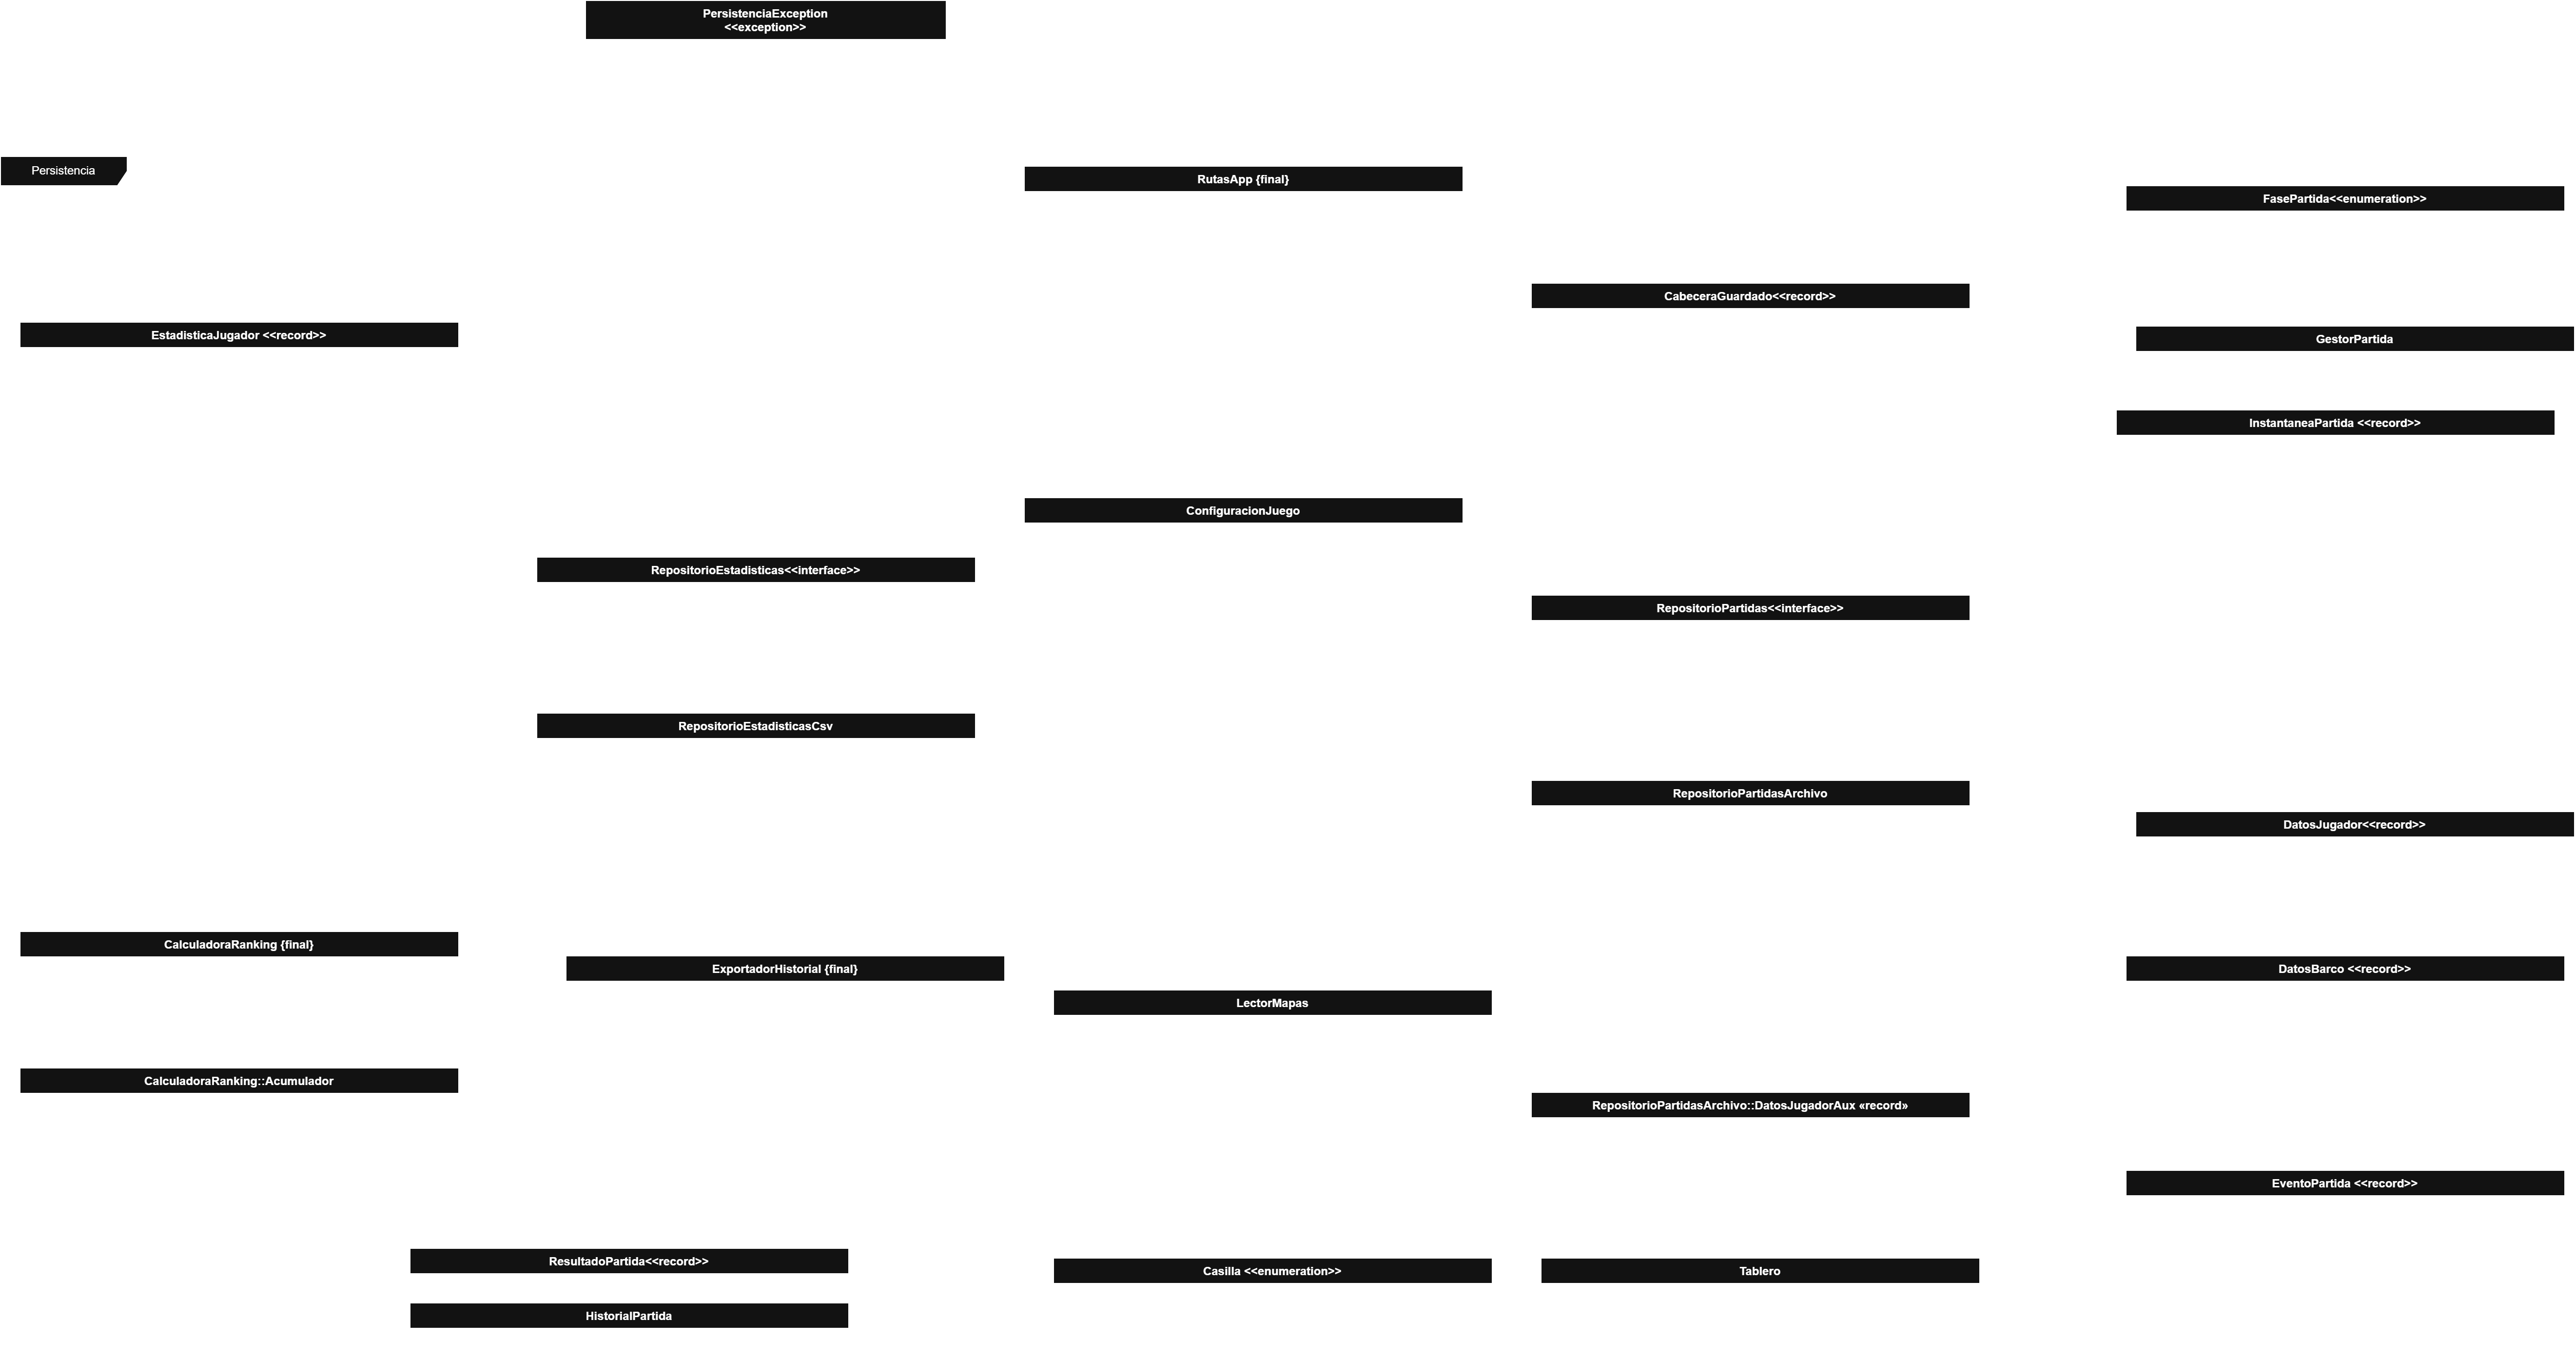 PersistenciaException
<<exception>>
Persistencia
RutasApp {final}
FasePartida<<enumeration>>
CabeceraGuardado<<record>>
EstadisticaJugador <<record>>
GestorPartida
InstantaneaPartida <<record>>
ConfiguracionJuego
RepositorioEstadisticas<<interface>>
RepositorioPartidas<<interface>>
RepositorioEstadisticasCsv
RepositorioPartidasArchivo
DatosJugador<<record>>
CalculadoraRanking {final}
ExportadorHistorial {final}
DatosBarco <<record>>
LectorMapas
CalculadoraRanking::Acumulador
RepositorioPartidasArchivo::DatosJugadorAux «record»
EventoPartida <<record>>
ResultadoPartida<<record>>
Casilla <<enumeration>>
Tablero
HistorialPartida